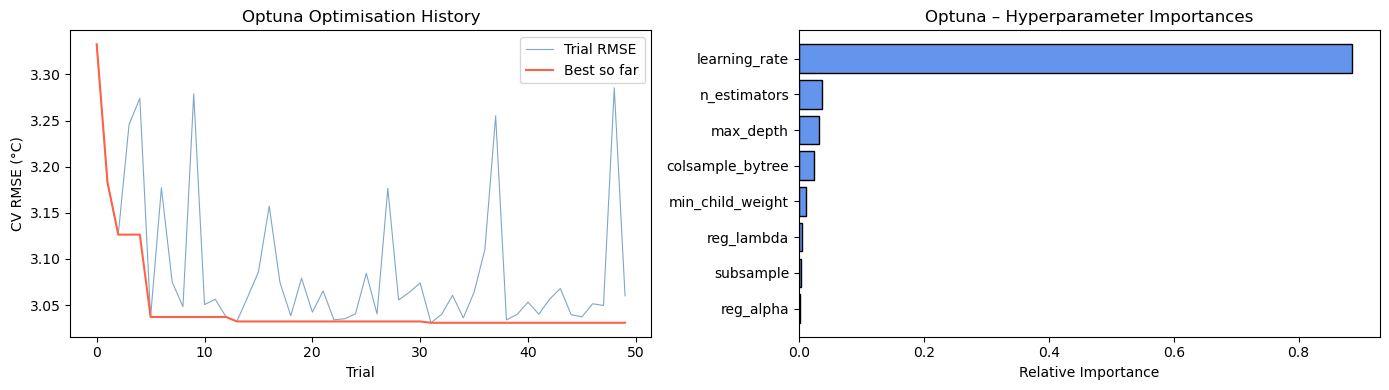 Optuna Optimisation History
Trial RMSE
Best so far
3.30
3.25
3.20
3.15
3.10
3.05
CV RMSE (°C)
0
10
20
30
40
50
Trial
Optuna – Hyperparameter Importances
learning_rate
n_estimators
max_depth
colsample_bytree
min_child_weight
reg_lambda
subsample
reg_alpha
0.0
0.2
0.4
0.6
0.8
Relative Importance